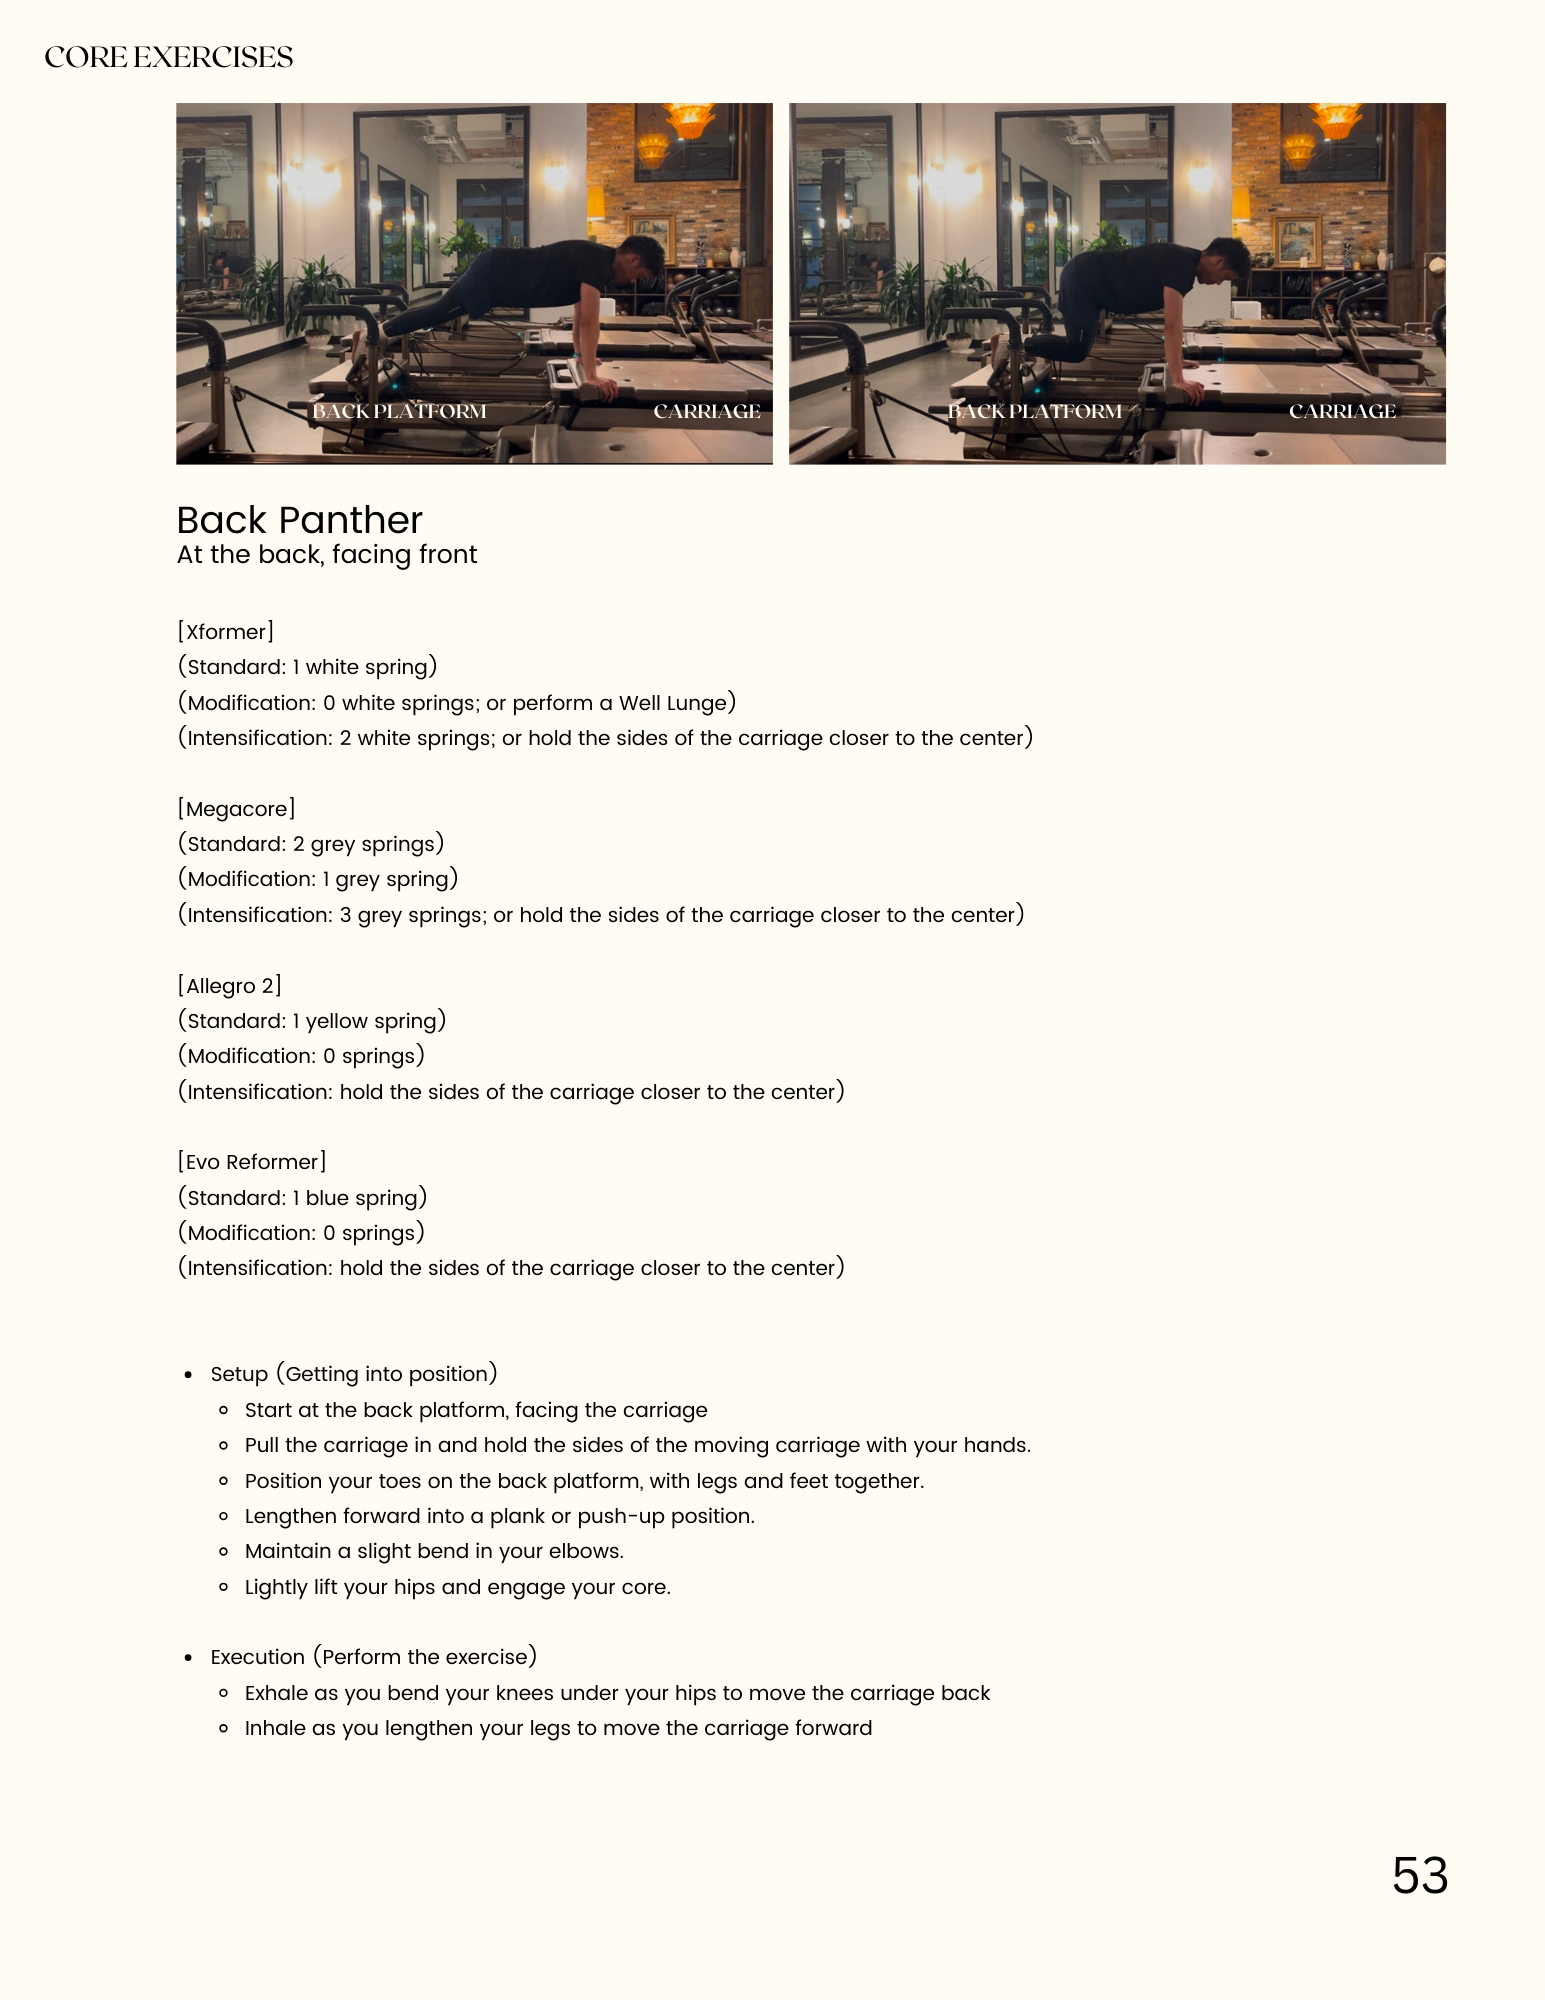 CORE EXERCISES
BACK PLATFORM
CARRIAGE
BACK PLATFORM
CARRIAGE
Back Panther
At the back, facing front
[Xformer]
(Standard: 1 white spring)
(Modification: 0 white springs; or perform a Well Lunge)
(Intensification: 2 white springs; or hold the sides of the carriage closer to the center)
[Megacore]
(Standard: 2 grey springs)
(Modification: 1 grey spring)
(Intensification: 3 grey springs; or hold the sides of the carriage closer to the center)
[Allegro 2]
(Standard: 1 yellow spring)
(Modification: 0 springs)
(Intensification: hold the sides of the carriage closer to the center)
[Evo Reformer]
(Standard: 1 blue spring)
(Modification: 0 springs)
(Intensification: hold the sides of the carriage closer to the center)
• Setup (Getting into position)
◦ Start at the back platform, facing the carriage
◦ Pull the carriage in and hold the sides of the moving carriage with your hands.
◦ Position your toes on the back platform, with legs and feet together.
◦ Lengthen forward into a plank or push-up position.
◦ Maintain a slight bend in your elbows.
◦ Lightly lift your hips and engage your core.
• Execution (Perform the exercise)
◦ Exhale as you bend your knees under your hips to move the carriage back
◦ Inhale as you lengthen your legs to move the carriage forward
53